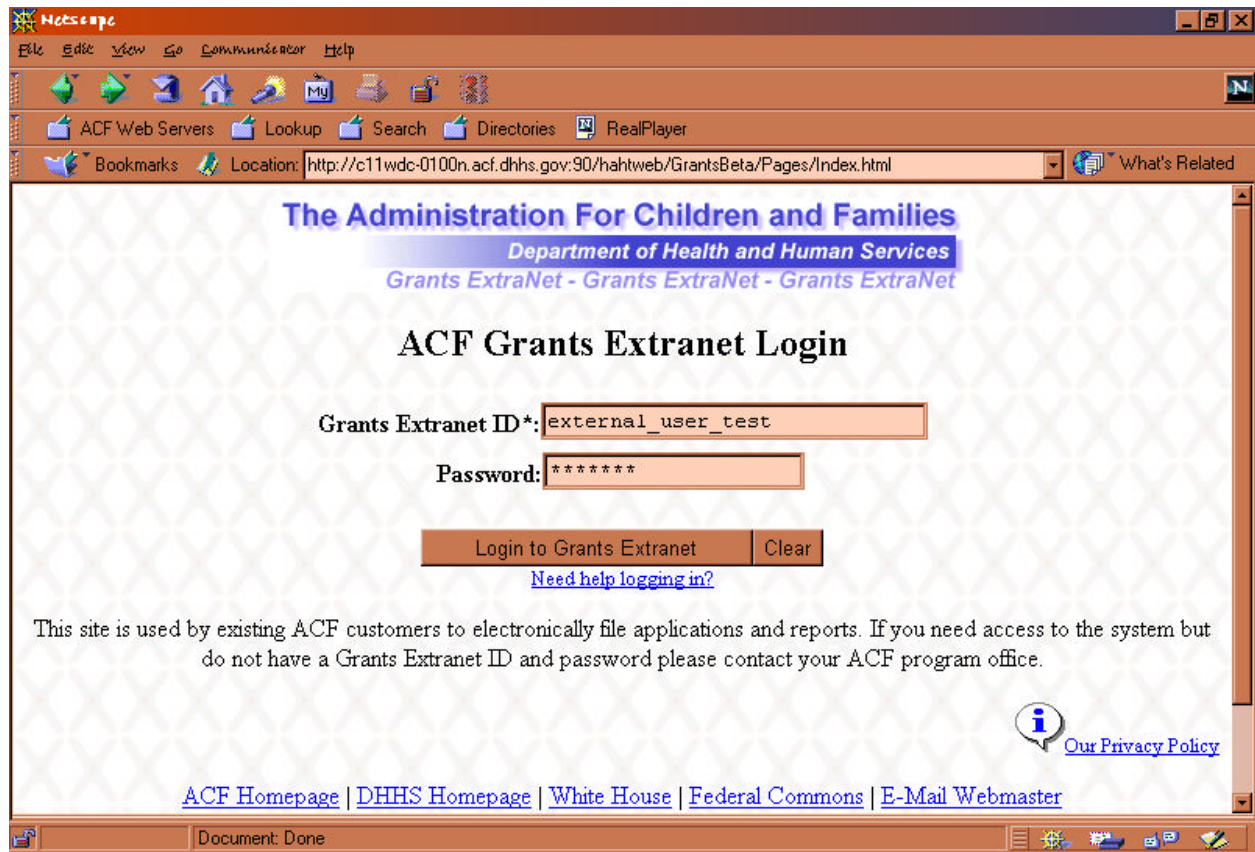 Netscape
File Edit View Go Communicator Help
My
N
ACF Web Servers Lookup Search Directories RealPlayer
Bookmarks Location: http://c11wdc-0100n.acf.dhhs.gov:90/hahtweb/GrantsBeta/Pages/Index.html What's Related
The Administration For Children and Families
Department of Health and Human Services
Grants ExtraNet - Grants ExtraNet - Grants ExtraNet
ACF Grants Extranet Login
Grants Extranet ID*: external_user_test
Password: *******
Login to Grants Extranet Clear
Need help logging in?
This site is used by existing ACF customers to electronically file applications and reports. If you need access to the system but
do not have a Grants Extranet ID and password please contact your ACF program office.
i
Our Privacy Policy
ACF Homepage | DHHS Homepage | White House | Federal Commons | E-Mail Webmaster
Document: Done